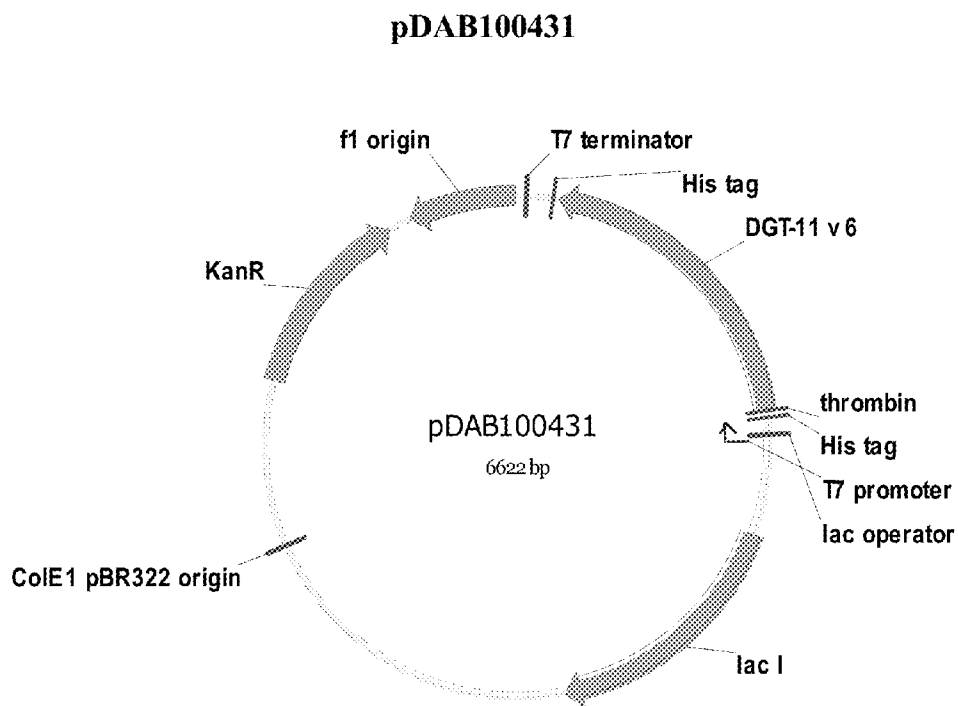 pDAB100431
f1 origin
T7 terminator
His tag
DGT-11 v 6
KanR
thrombin
pDAB100431
His tag
6622 bp
T7 promoter
lac operator
ColE1 pBR322 origin
lac I